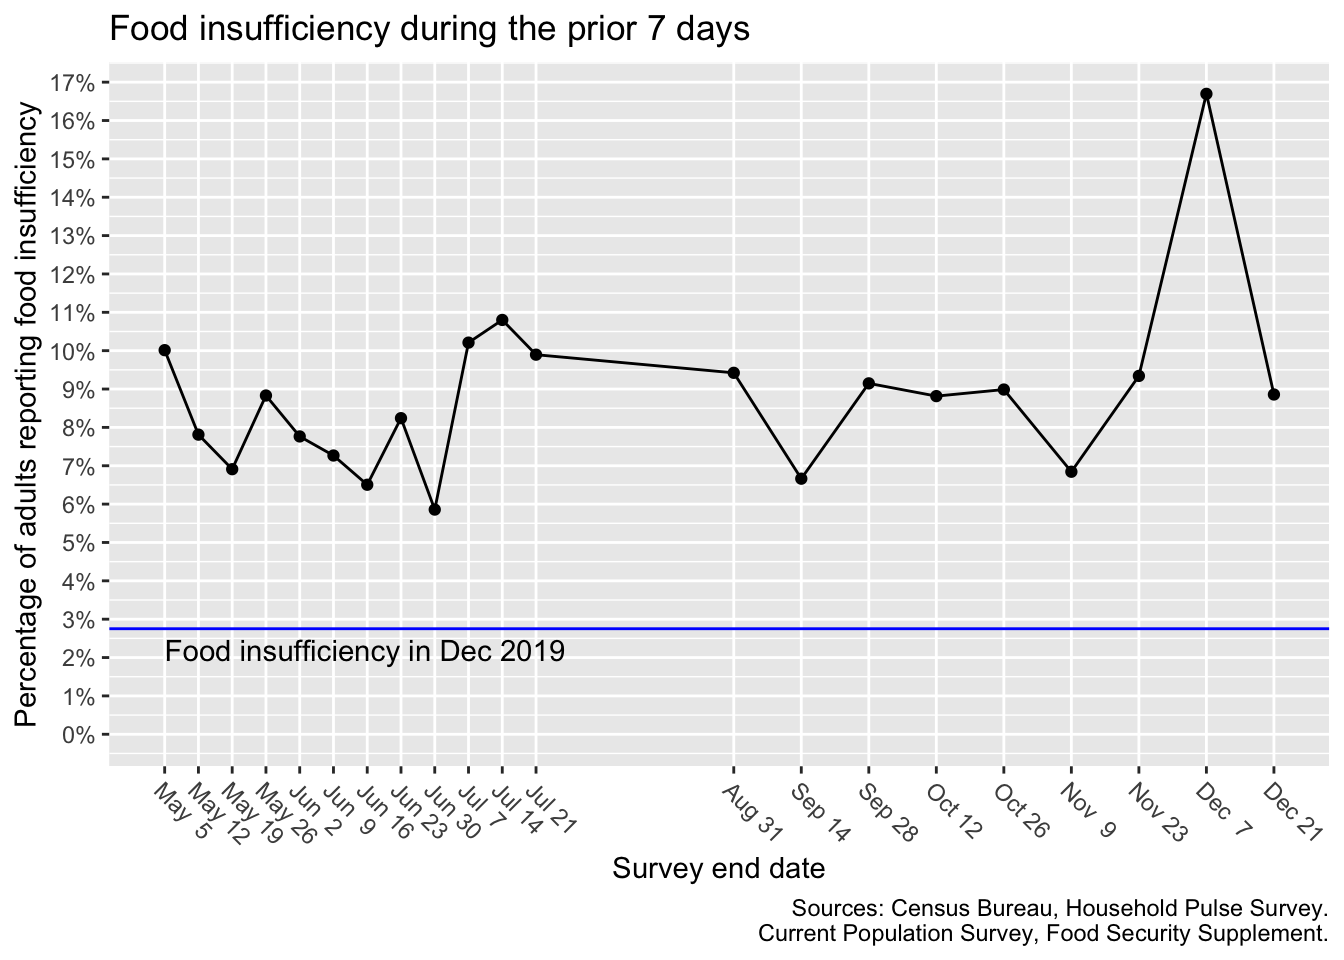 Food insufficiency during the prior 7 days
Percentage of adults reporting food insufficiency
17%
16%
15%
14%
13%
12%
11%
10%
9%
8%
7%
6%
5%
4%
3%
2%
1%
0%
Food insufficiency in Dec 2019
May 5
May 12
May 19
May 26
Jun 2
Jun 9
Jun 16
Jun 23
Jun 30
Jul 7
Jul 14
Jul 21
Aug 31
Sep 14
Sep 28
Oct 12
Oct 26
Nov 9
Nov 23
Dec 7
Dec 21
Survey end date
Sources: Census Bureau, Household Pulse Survey.
Current Population Survey, Food Security Supplement.